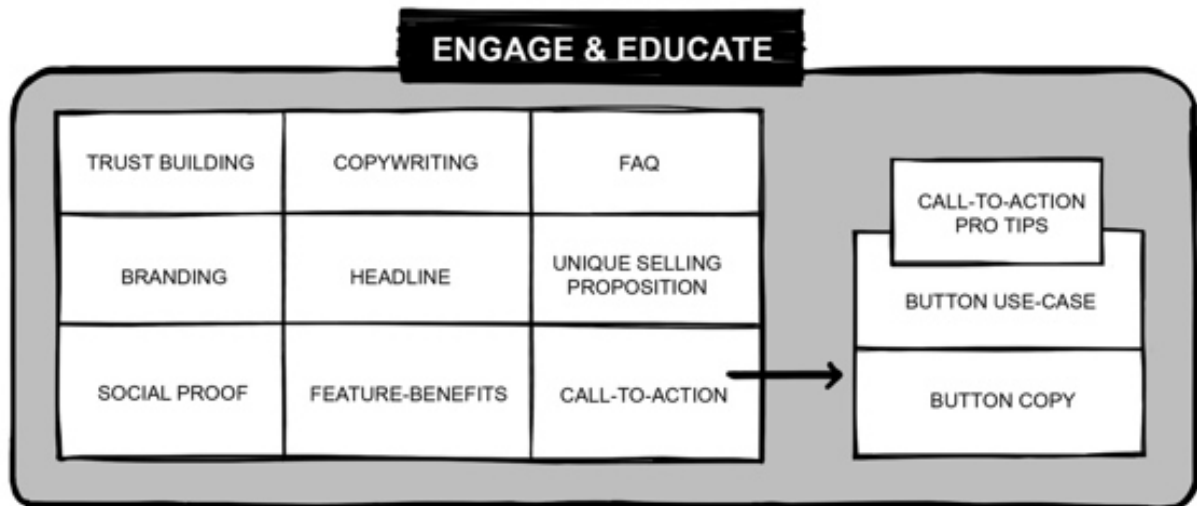 ENGAGE & EDUCATE
TRUST BUILDING
COPYWRITING
FAQ
BRANDING
HEADLINE
UNIQUE SELLING
PROPOSITION
SOCIAL PROOF
FEATURE-BENEFITS
CALL-TO-ACTION
CALL-TO-ACTION
PRO TIPS
BUTTON USE-CASE
BUTTON COPY